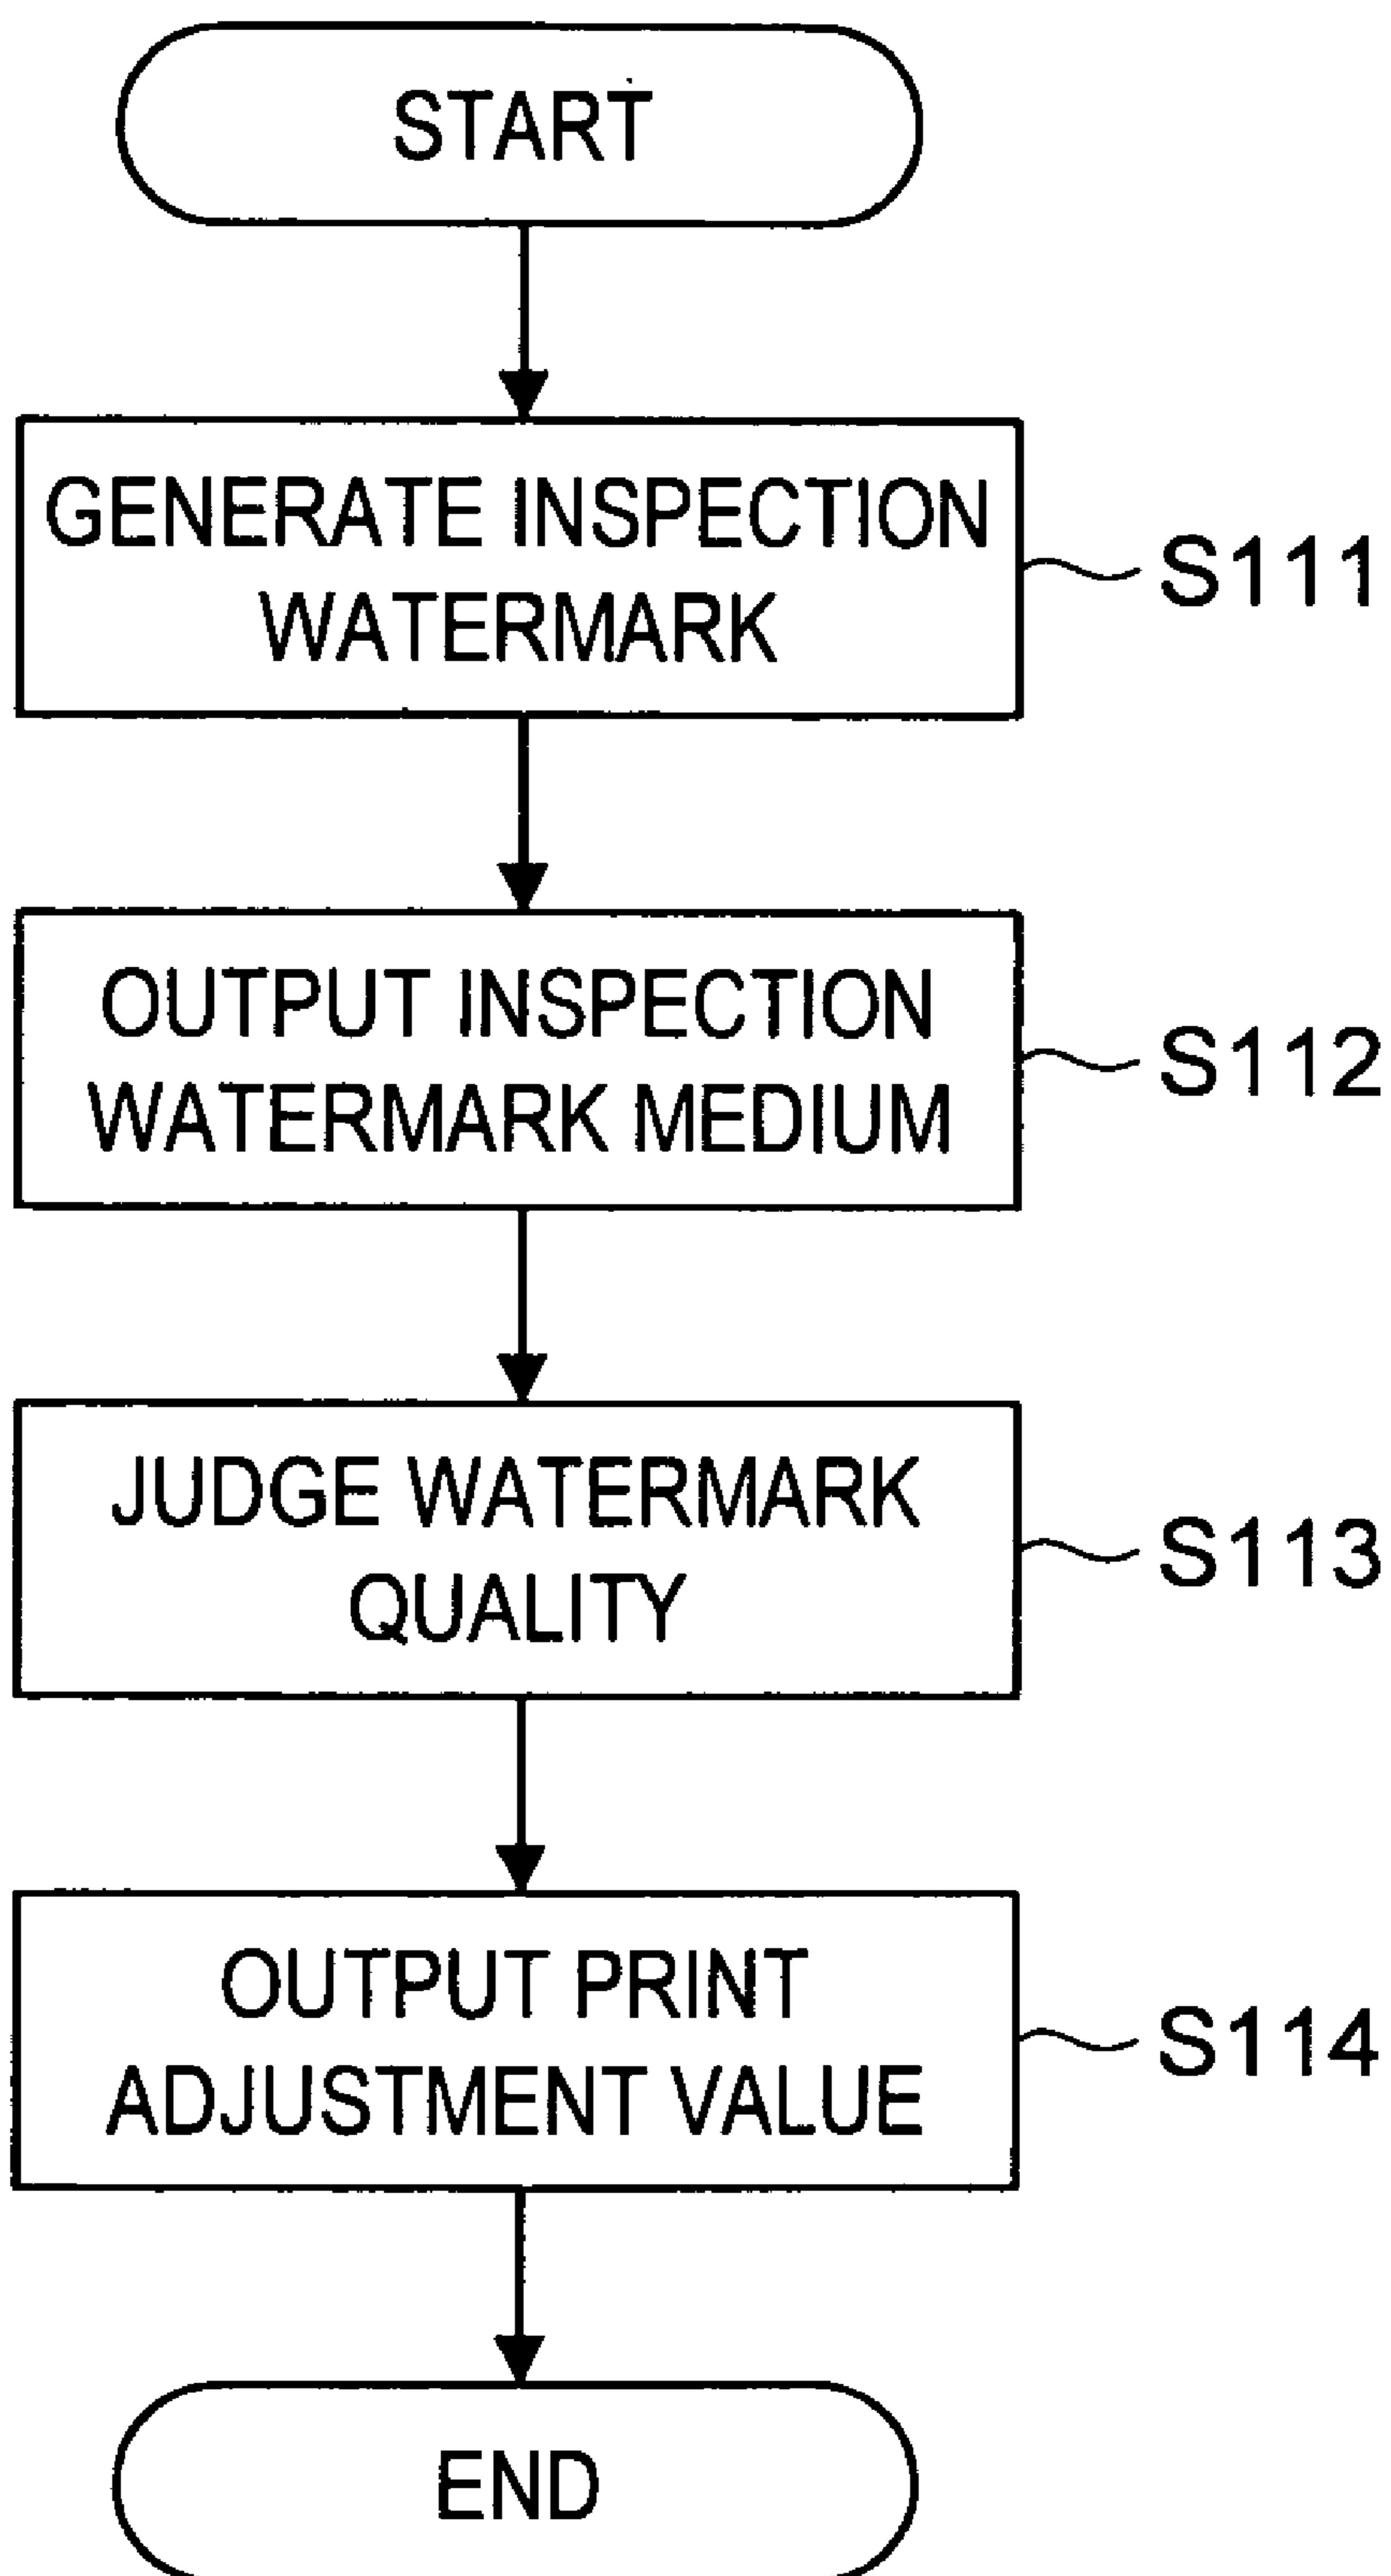 START
GENERATE INSPECTION
WATERMARK
S111
OUTPUT INSPECTION
WATERMARK MEDIUM
S112
JUDGE WATERMARK
QUALITY
S113
OUTPUT PRINT
ADJUSTMENT VALUE
S114
END